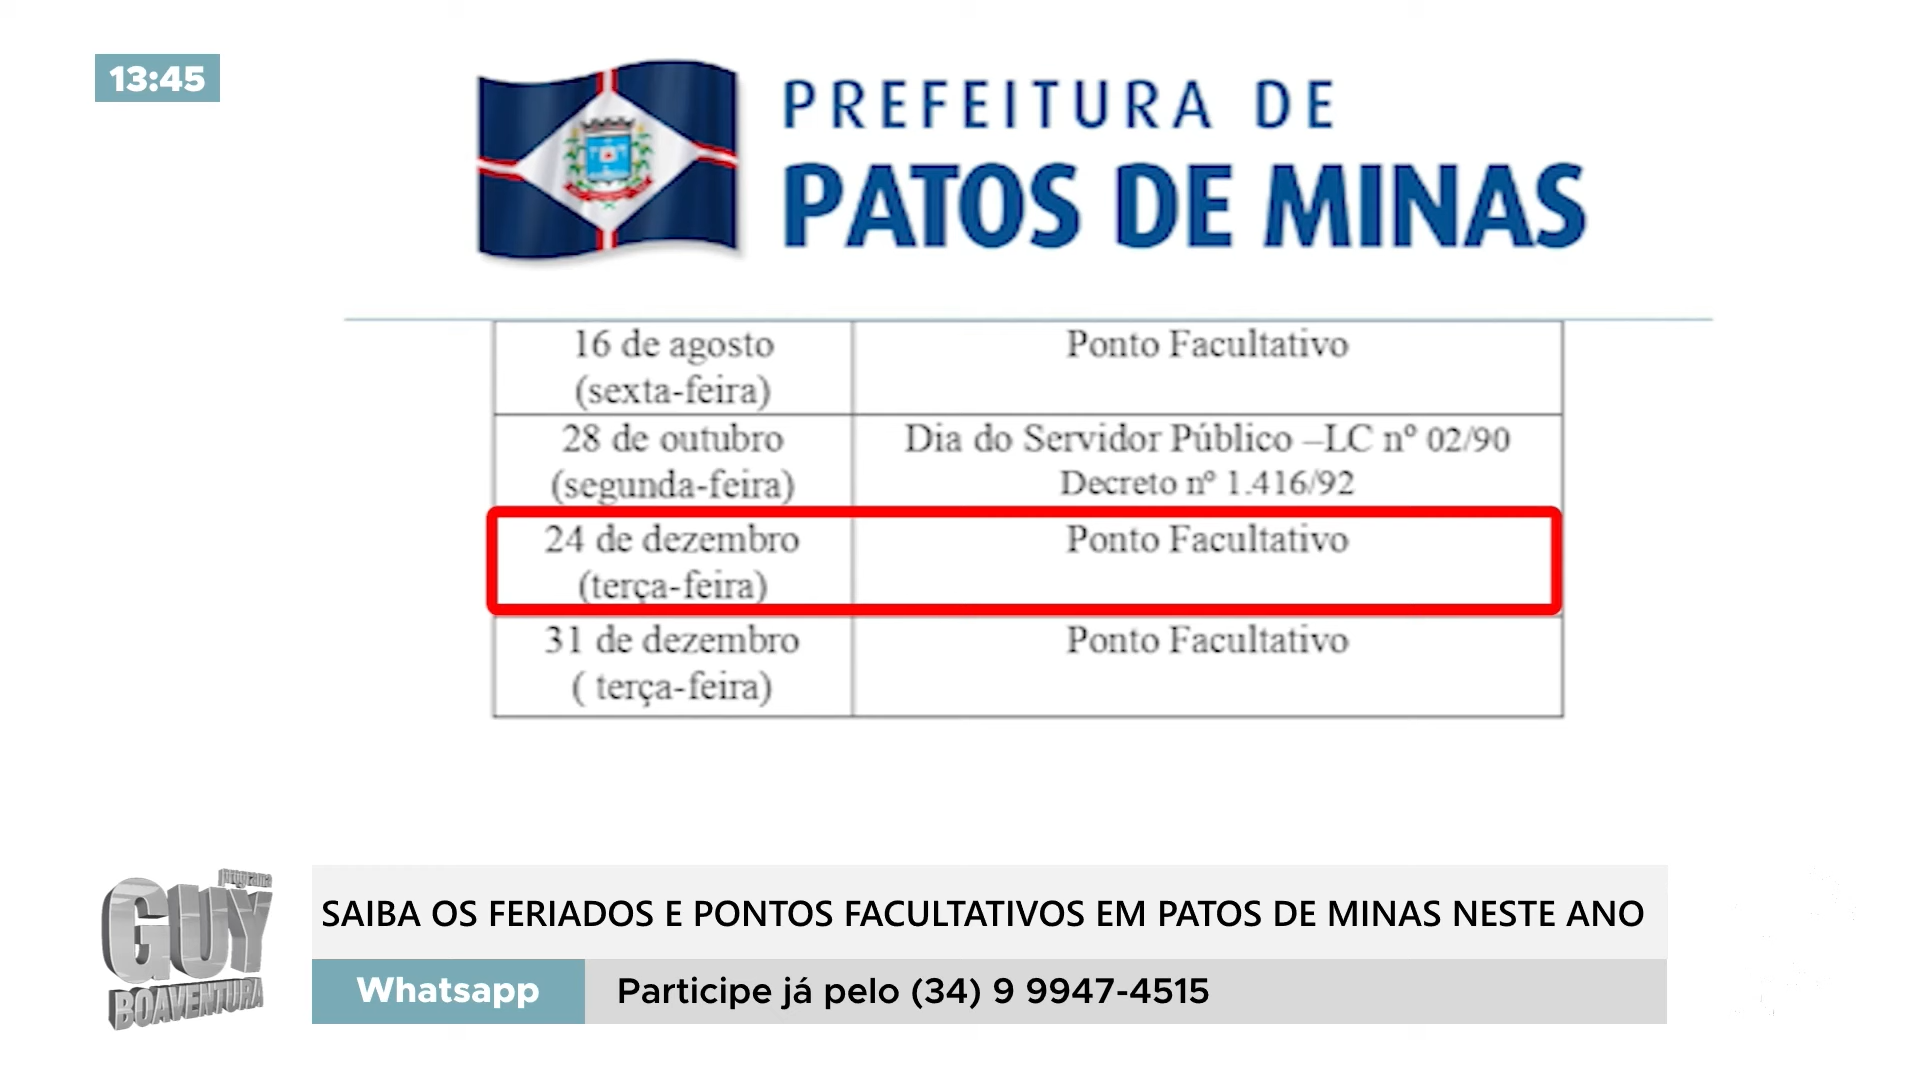 13:45
PREFEITURA DE
PATOS DE MINAS
16 de agosto
(sexta-feira)
Ponto Facultativo
28 de outubro
(segunda-feira)
Dia do Servidor Público –LC nº 02/90
Decreto nº 1.416/92
24 de dezembro
(terça-feira)
Ponto Facultativo
31 de dezembro
( terça-feira)
Ponto Facultativo
programa
GUY
BOAVENTURA
SAIBA OS FERIADOS E PONTOS FACULTATIVOS EM PATOS DE MINAS NESTE ANO
Whatsapp
Participe já pelo (34) 9 9947-4515